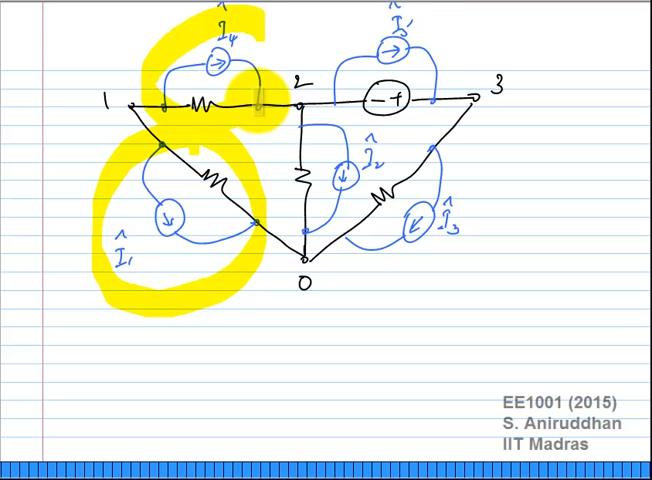 Î₄
Î₅
1
2
3
- +
Î₂
Î₁
Î₃
0
EE1001 (2015)
S. Aniruddhan
IIT Madras